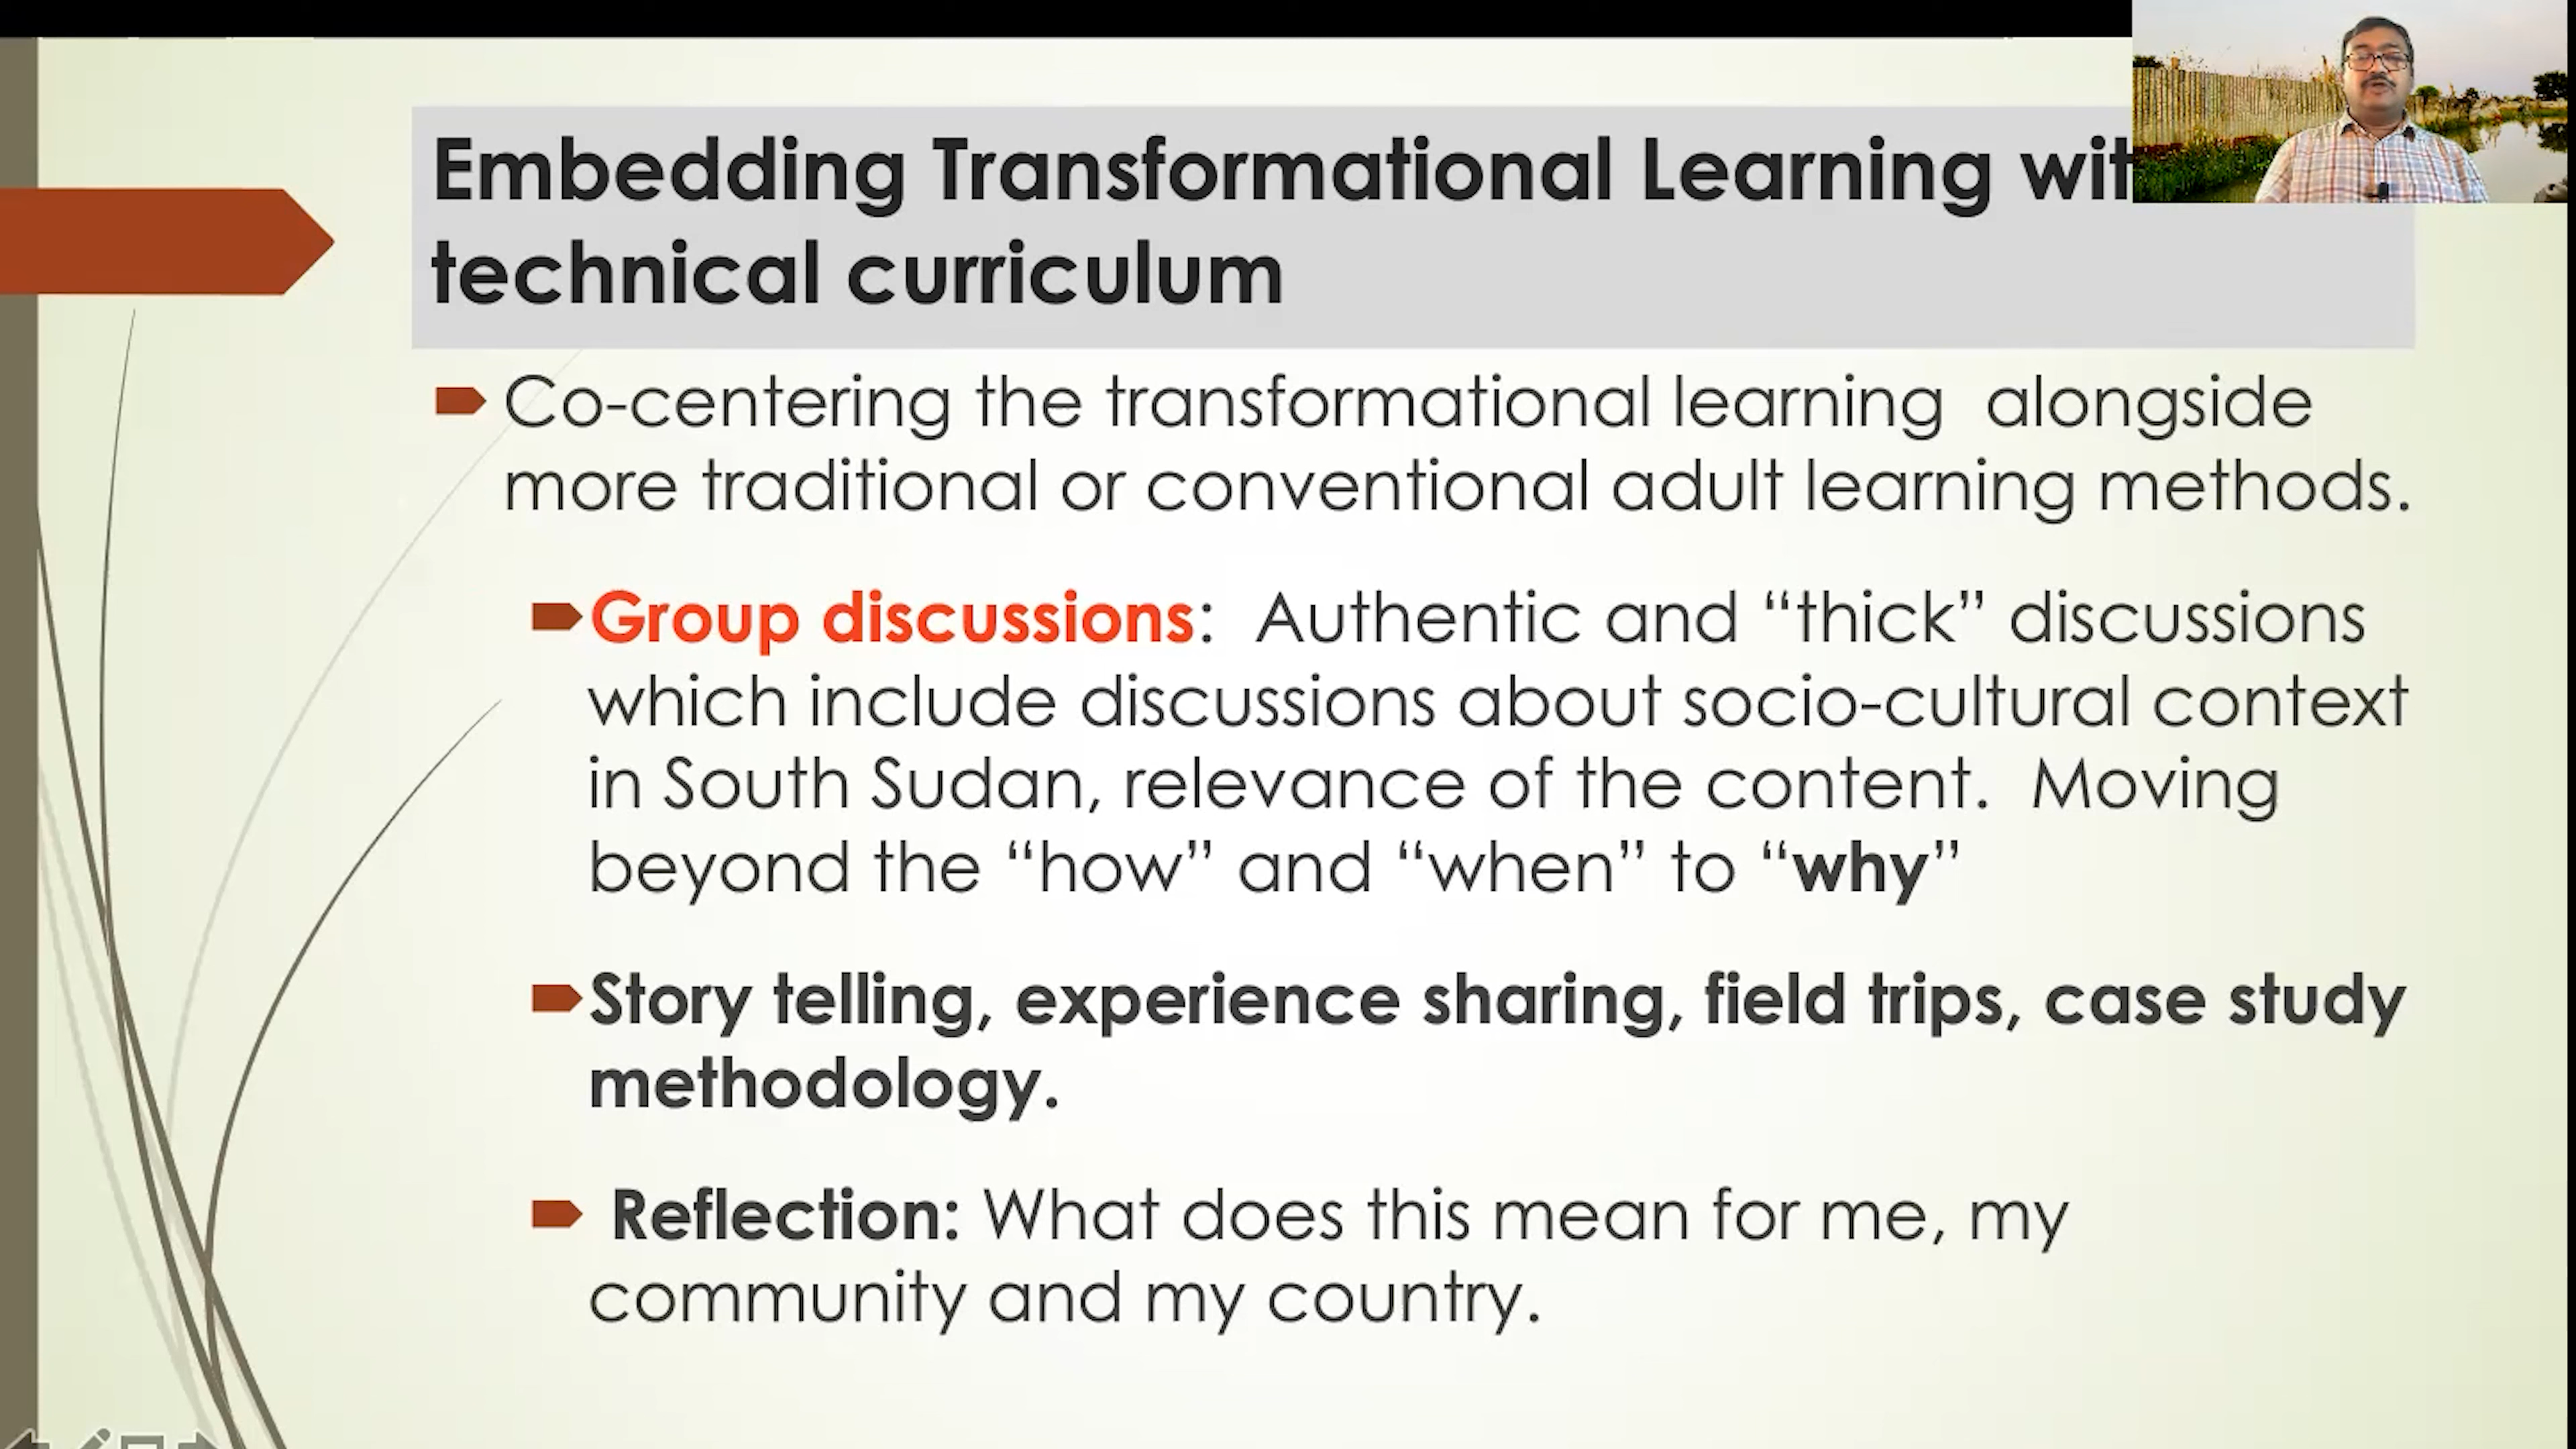 Embedding Transformational Learning wit
technical curriculum
Co-centering the transformational learning alongside
more traditional or conventional adult learning methods.
Group discussions: Authentic and “thick” discussions
which include discussions about socio-cultural context
in South Sudan, relevance of the content. Moving
beyond the “how” and “when” to “why”
Story telling, experience sharing, field trips, case study
methodology.
Reflection: What does this mean for me, my
community and my country.